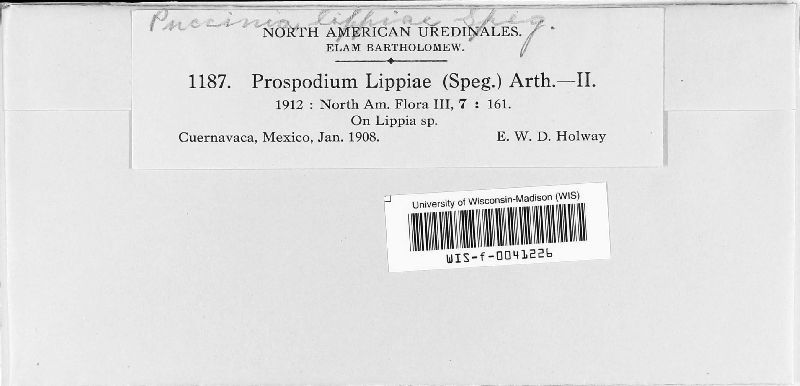 Puccinia lippiae Speg.
NORTH AMERICAN UREDINALES.
ELAM BARTHOLOMEW.
1187. Prospodium Lippiae (Speg.) Arth.—II.
1912 : North Am. Flora III, 7 : 161.
On Lippia sp.
Cuernavaca, Mexico, Jan. 1908. E. W. D. Holway
University of Wisconsin-Madison (WIS)
WIS-f-0041226